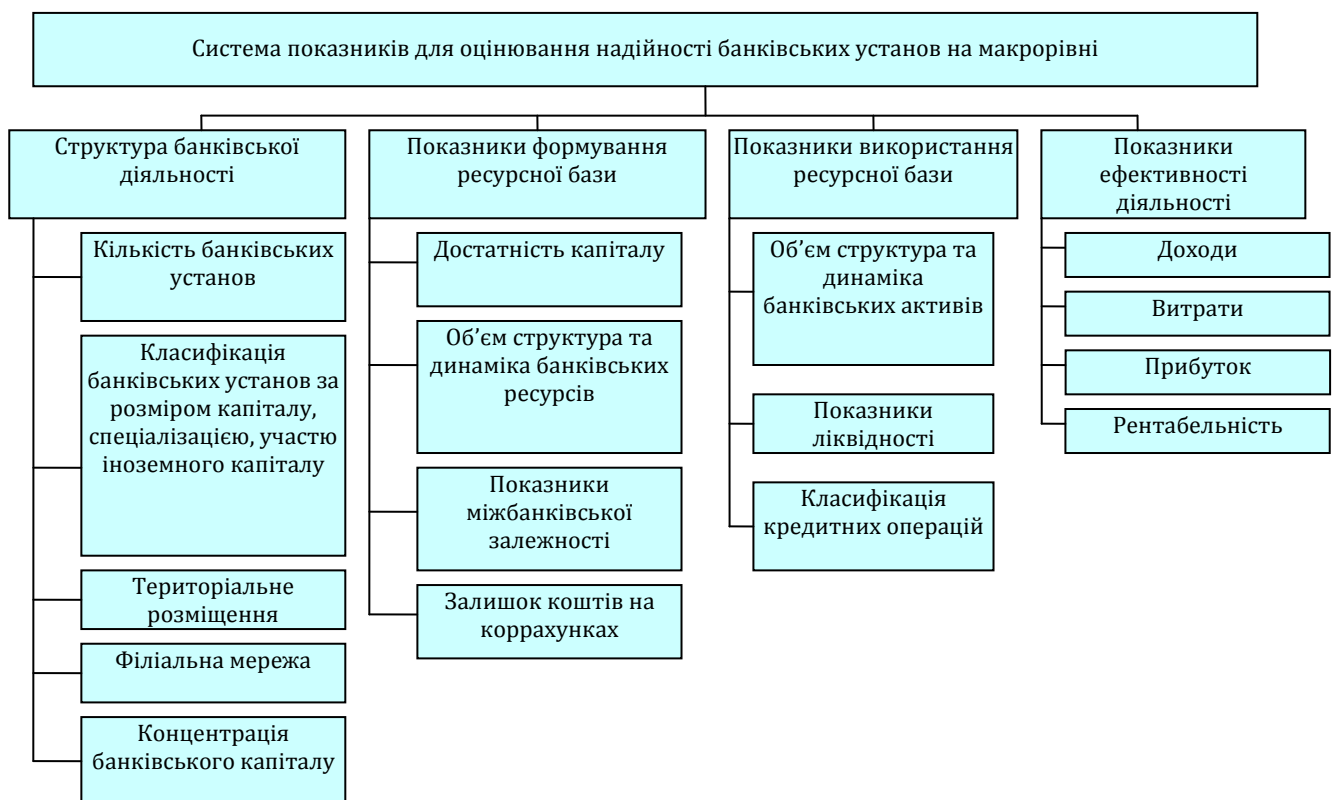 Система показників для оцінювання надійності банківських установ на макрорівні
Структура банківської
діяльності
Кількість банківських
установ
Класифікація
банківських установ за
розміром капіталу,
спеціалізацією, участю
іноземного капіталу
Територіальне
розміщення
Філіальна мережа
Концентрація
банківського капіталу
Показники формування
ресурсної бази
Достатність капіталу
Об’єм структура та
динаміка банківських
ресурсів
Показники
міжбанківської
залежності
Залишок коштів на
коррахунках
Показники використання
ресурсної бази
Об’єм структура та
динаміка
банківських активів
Показники
ліквідності
Класифікація
кредитних операцій
Показники
ефективності
діяльності
Доходи
Витрати
Прибуток
Рентабельність